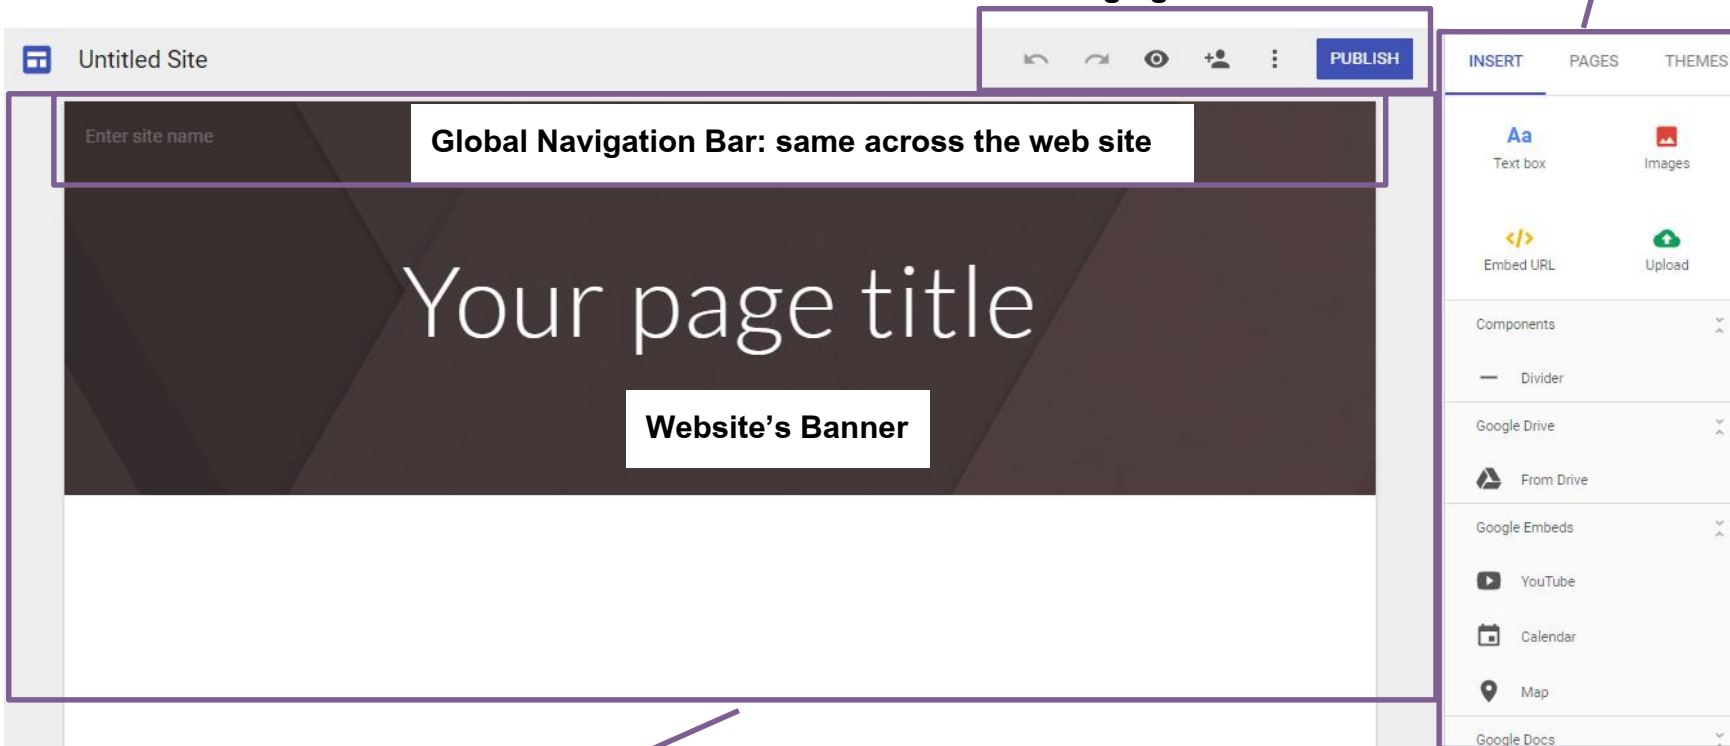 Untitled Site
PUBLISH
INSERT PAGES THEMES
Enter site name
Global Navigation Bar: same across the web site
Your page title
Website’s Banner
Aa
Text box
Images
</>
Embed URL
Upload
Components
Divider
Google Drive
From Drive
Google Embeds
YouTube
Calendar
Map
Google Docs